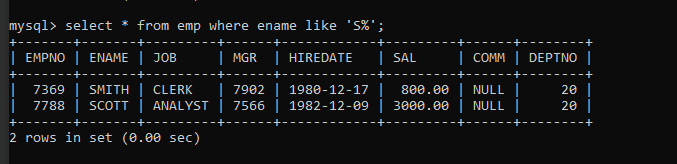 mysql> select * from emp where ename like 'S%';
+-------+-------+---------+------+------------+---------+------+--------+
| EMPNO | ENAME | JOB     | MGR  | HIREDATE   | SAL     | COMM | DEPTNO |
+-------+-------+---------+------+------------+---------+------+--------+
|  7369 | SMITH | CLERK   | 7902 | 1980-12-17 |  800.00 | NULL |     20 |
|  7788 | SCOTT | ANALYST | 7566 | 1982-12-09 | 3000.00 | NULL |     20 |
+-------+-------+---------+------+------------+---------+------+--------+
2 rows in set (0.00 sec)